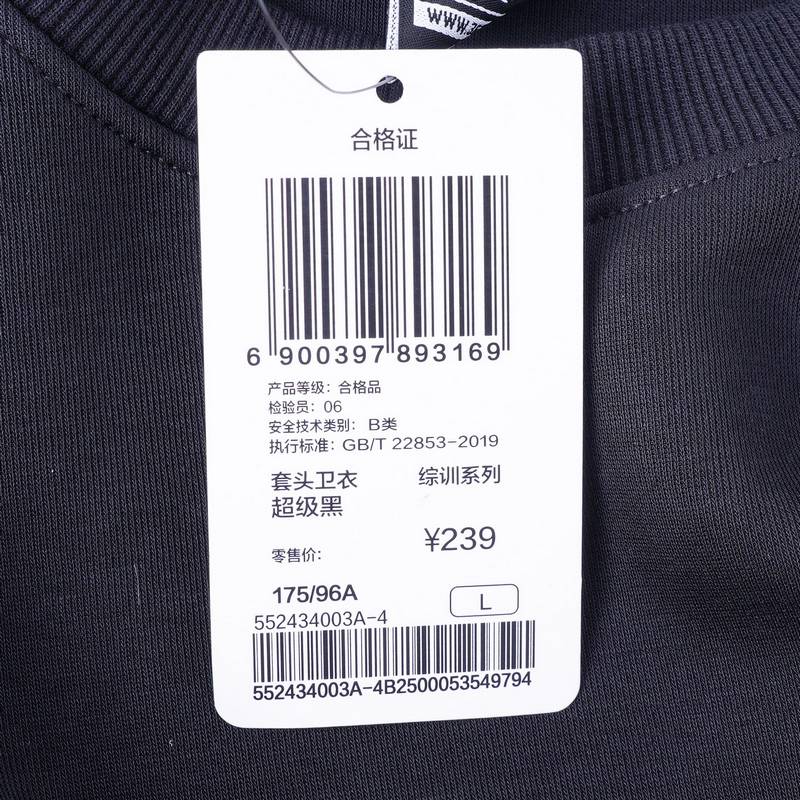 合格证
6 900397 893169
产品等级：合格品
检验员：06
安全技术类别：B类
执行标准：GB/T 22853-2019
套头卫衣 综训系列
超级黑
零售价： ¥239
175/96A L
552434003A-4
552434003A-4B2500053549794